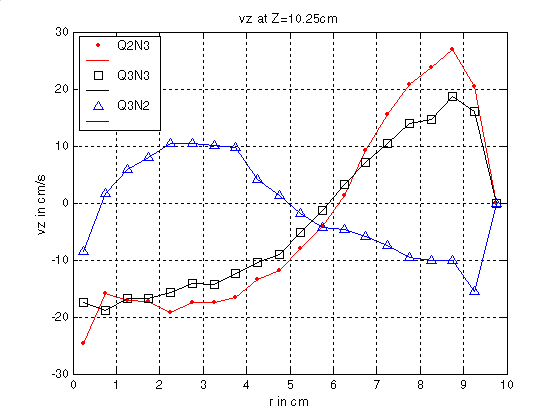 vz at Z=10.25cm
Q2N3
Q3N3
Q3N2
30
20
10
0
-10
-20
-30
vz in cm/s
0 1 2 3 4 5 6 7 8 9 10
r in cm